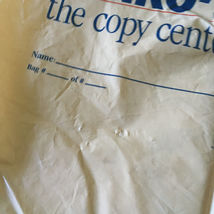 the copy cent
Name:
Bag # of #